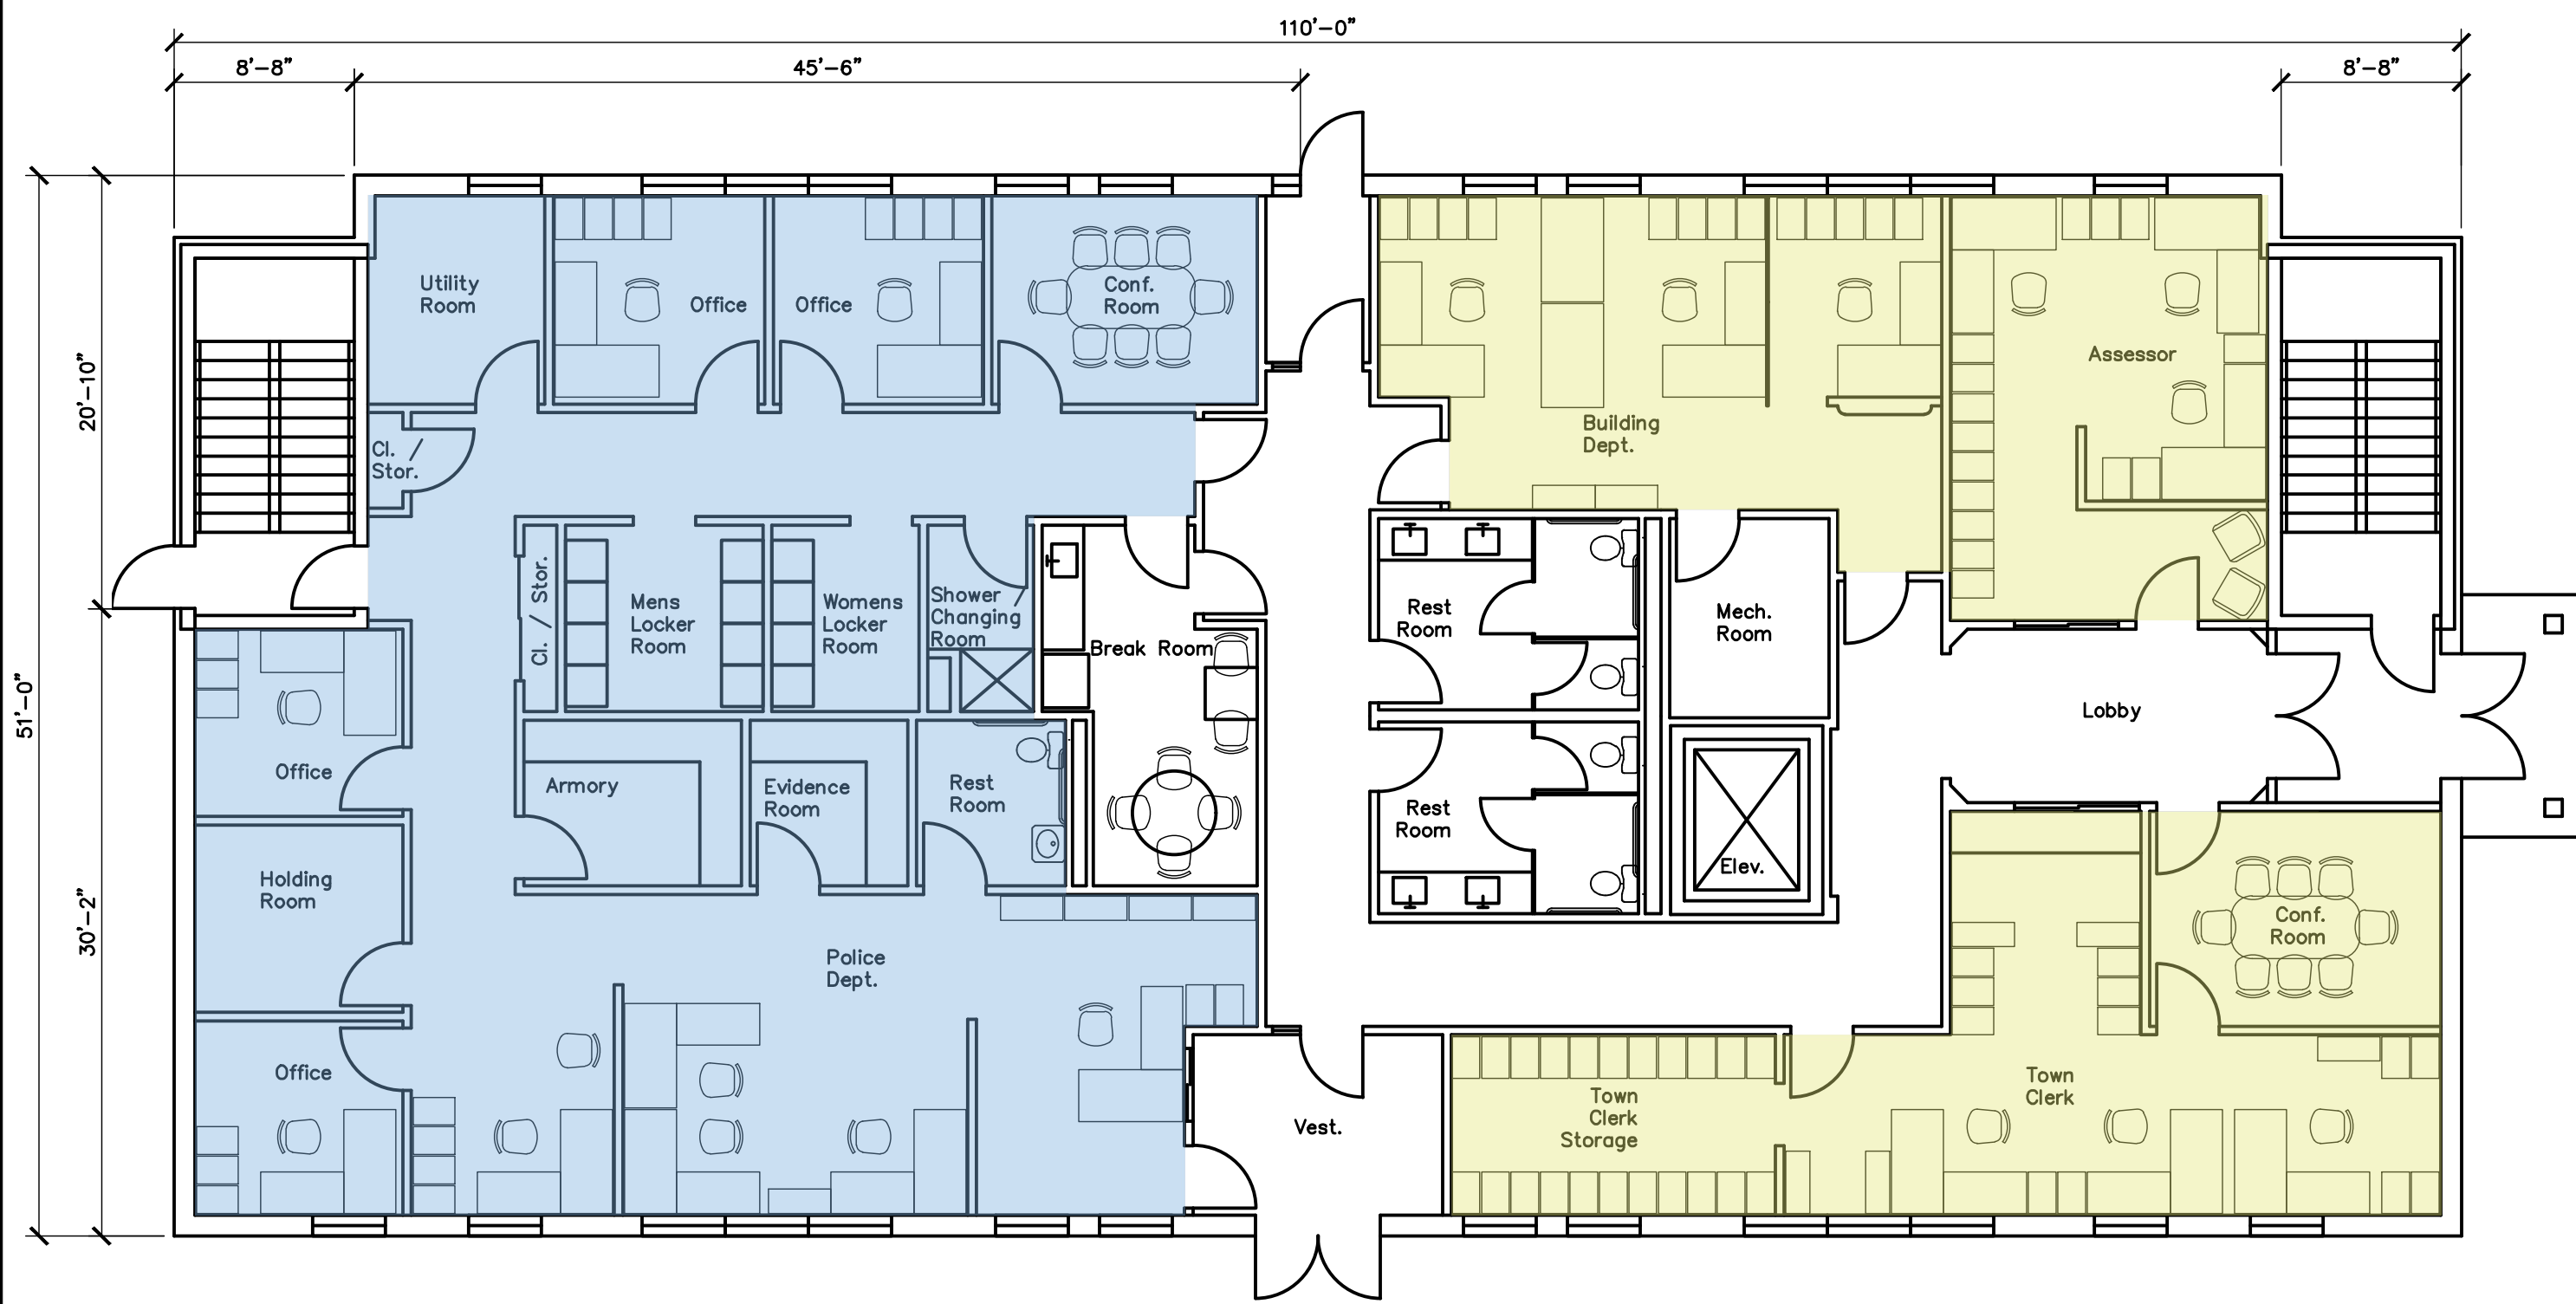 110'-0"
8'-8"
45'-6"
8'-8"
20'-10"
51'-0"
30'-2"
Utility
Room
Office
Office
Conf.
Room
Cl. /
Stor.
Building
Dept.
Assessor
Cl. / Stor.
Mens
Locker
Room
Womens
Locker
Room
Shower /
Changing
Room
Break Room
Rest
Room
Mech.
Room
Lobby
Office
Armory
Evidence
Room
Rest
Room
Rest
Room
Elev.
Holding
Room
Police
Dept.
Conf.
Room
Office
Vest.
Town
Clerk
Storage
Town
Clerk